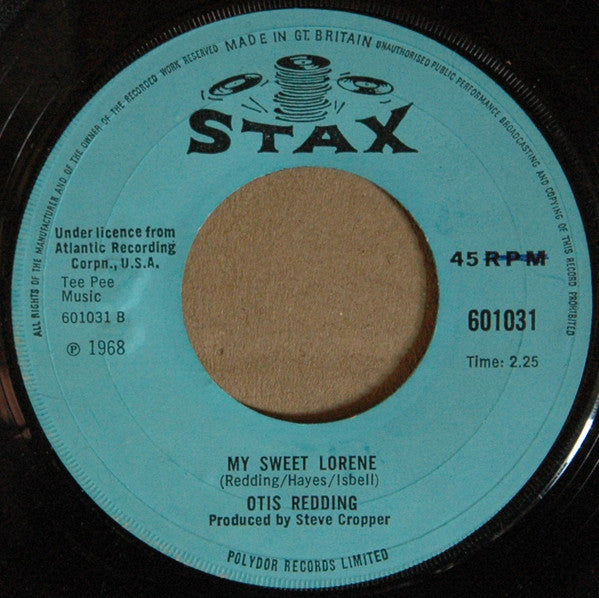 MADE IN GT. BRITAIN
ALL RIGHTS OF THE MANUFACTURER AND OF THE OWNER OF THE RECORDED WORK RESERVED
UNAUTHORISED PUBLIC PERFORMANCE BROADCASTING AND COPYING OF THIS RECORD PROHIBITED
STAX
Under licence from
Atlantic Recording
Corpn., U.S.A.
Tee Pee
Music
601031 B
℗ 1968
45 RPM
601031
Time: 2.25
MY SWEET LORENE
(Redding/Hayes/Isbell)
OTIS REDDING
Produced by Steve Cropper
POLYDOR RECORDS LIMITED